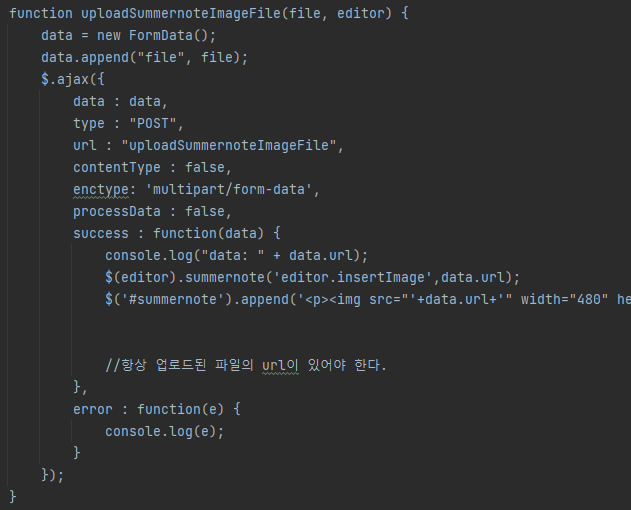 function uploadSummernoteImageFile(file, editor) {
    data = new FormData();
    data.append("file", file);
    $.ajax({
        data : data,
        type : "POST",
        url : "uploadSummernoteImageFile",
        contentType : false,
        enctype: 'multipart/form-data',
        processData : false,
        success : function(data) {
            console.log("data: " + data.url);
            $(editor).summernote('editor.insertImage',data.url);
            $('#summernote').append('<p><img src="'+data.url+'" width="480" he
            //항상 업로드된 파일의 url이 있어야 한다.
        },
        error : function(e) {
            console.log(e);
        }
    });
}